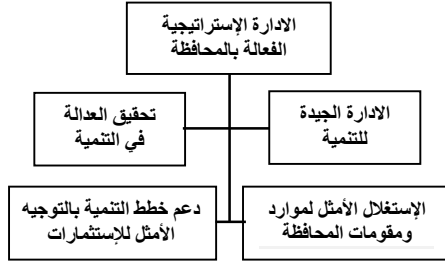 الادارة الإستراتيجية
الفعالة بالمحافظة
الادارة الجيدة
للتنمية
تحقيق العدالة
في التنمية
الإستغلال الأمثل لموارد
ومقومات المحافظة
دعم خطط التنمية بالتوجيه
الأمثل للإستثمارات